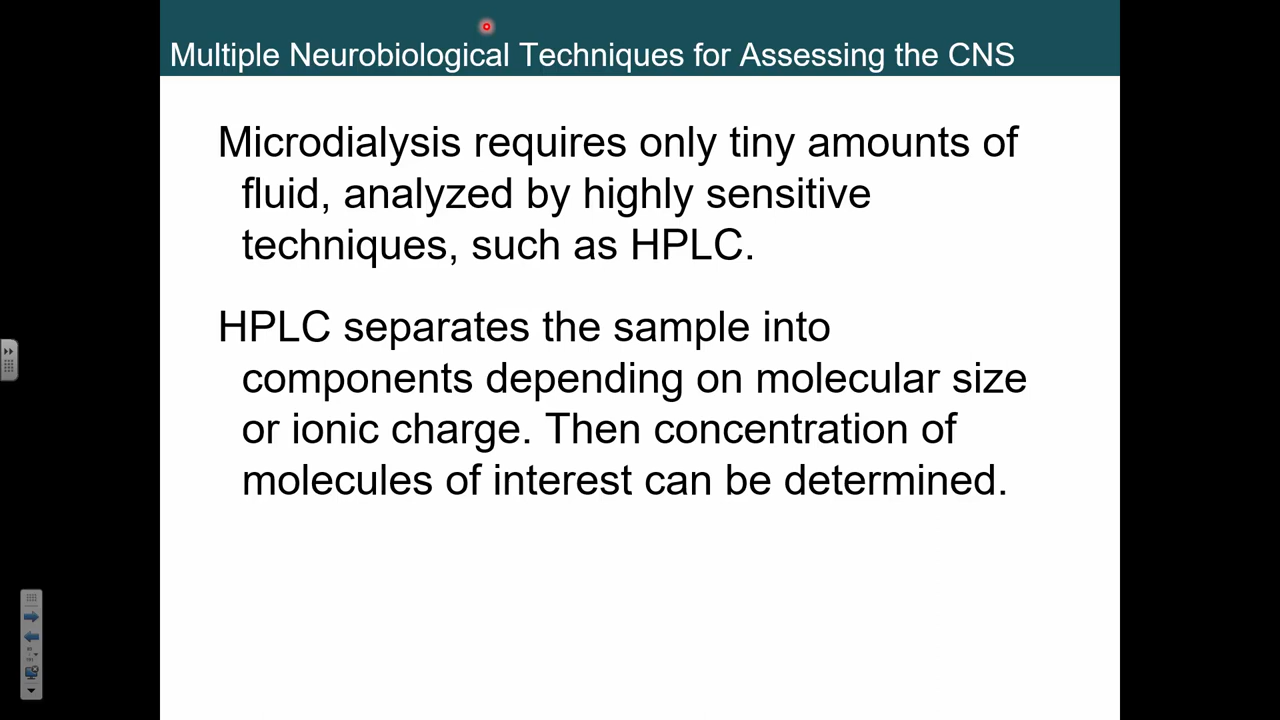 Multiple Neurobiological Techniques for Assessing the CNS
Microdialysis requires only tiny amounts of
fluid, analyzed by highly sensitive
techniques, such as HPLC.
HPLC separates the sample into
components depending on molecular size
or ionic charge. Then concentration of
molecules of interest can be determined.